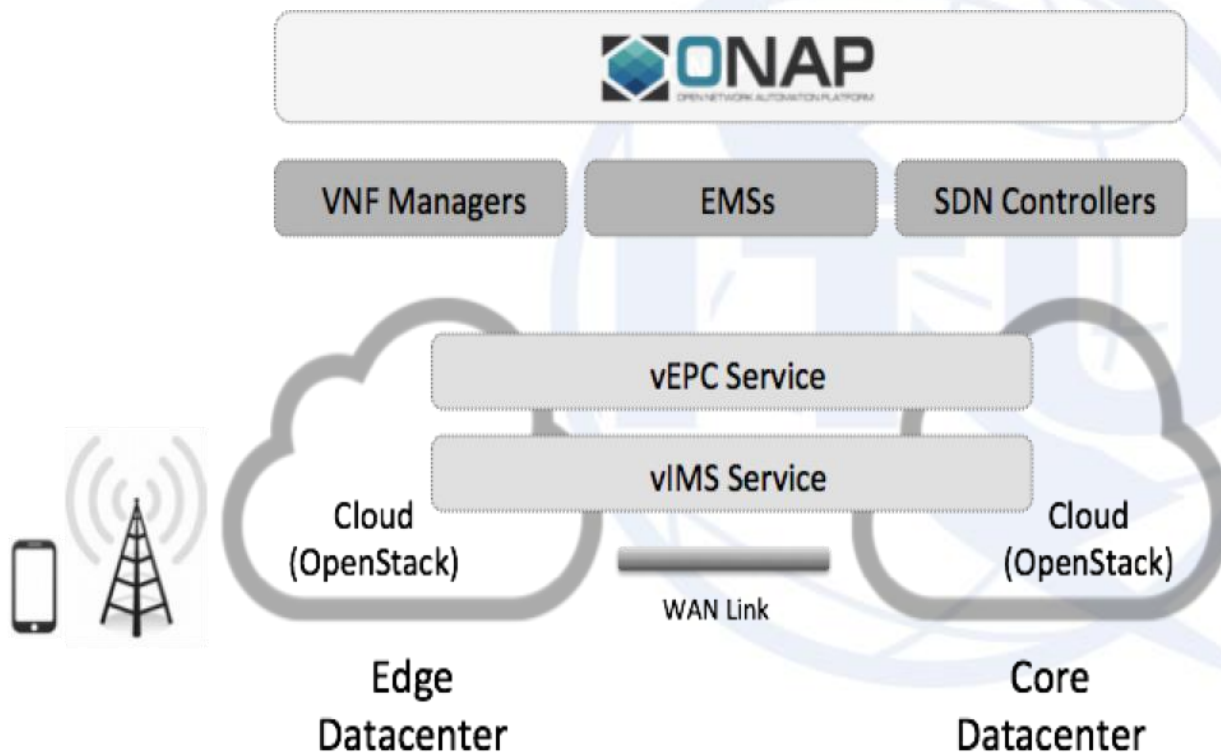 ONAP
OPEN NETWORK AUTOMATION PLATFORM
VNF Managers
EMSs
SDN Controllers
vEPC Service
vIMS Service
Cloud
(OpenStack)
Cloud
(OpenStack)
WAN Link
Edge
Datacenter
Core
Datacenter